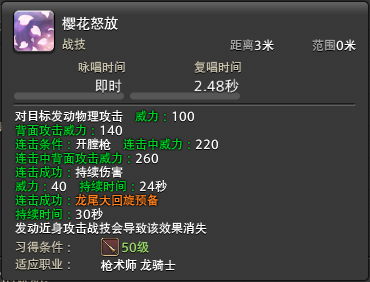 樱花怒放
战技 距离3米 范围0米
咏唱时间 复唱时间
即时 2.48秒
对目标发动物理攻击 威力：100
背面攻击威力：140
连击条件：开膛枪 连击中威力：220
连击中背面攻击威力：260
连击成功：持续伤害
威力：40 持续时间：24秒
连击成功：龙尾大回旋预备
持续时间：30秒
发动近身攻击战技会导致该效果消失
习得条件： 50级
适应职业： 枪术师 龙骑士